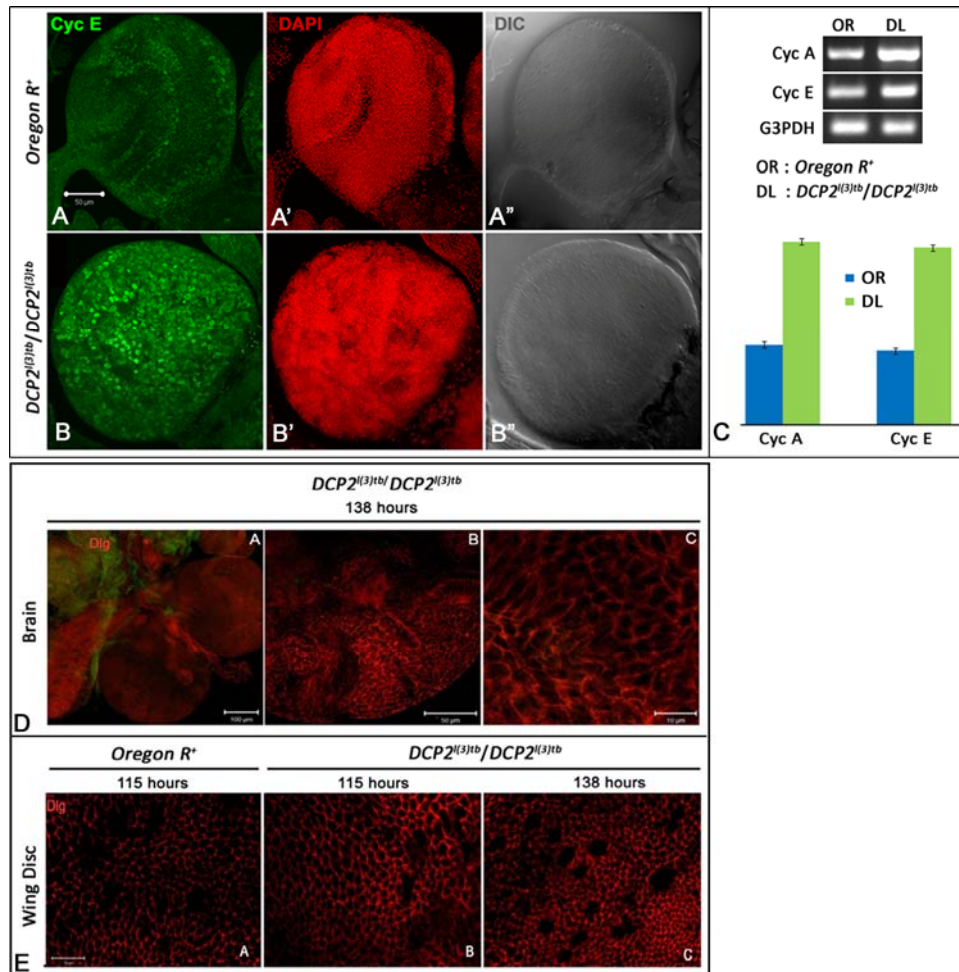 Cyc E
DAPI
DIC
Oregon R⁺
50 µm
A
A'
A"
DCP2ˡ⁽³⁾ᵗᵇ/DCP2ˡ⁽³⁾ᵗᵇ
B
B'
B"
OR DL
Cyc A
Cyc E
G3PDH
OR : Oregon R⁺
DL : DCP2ˡ⁽³⁾ᵗᵇ/DCP2ˡ⁽³⁾ᵗᵇ
OR
DL
C
Cyc A Cyc E
DCP2ˡ⁽³⁾ᵗᵇ/DCP2ˡ⁽³⁾ᵗᵇ
138 hours
Brain
Dlg
A
B
C
100 µm
50 µm
10 µm
D
Oregon R⁺
DCP2ˡ⁽³⁾ᵗᵇ/DCP2ˡ⁽³⁾ᵗᵇ
115 hours
115 hours
138 hours
Wing Disc
Dlg
A
B
C
E